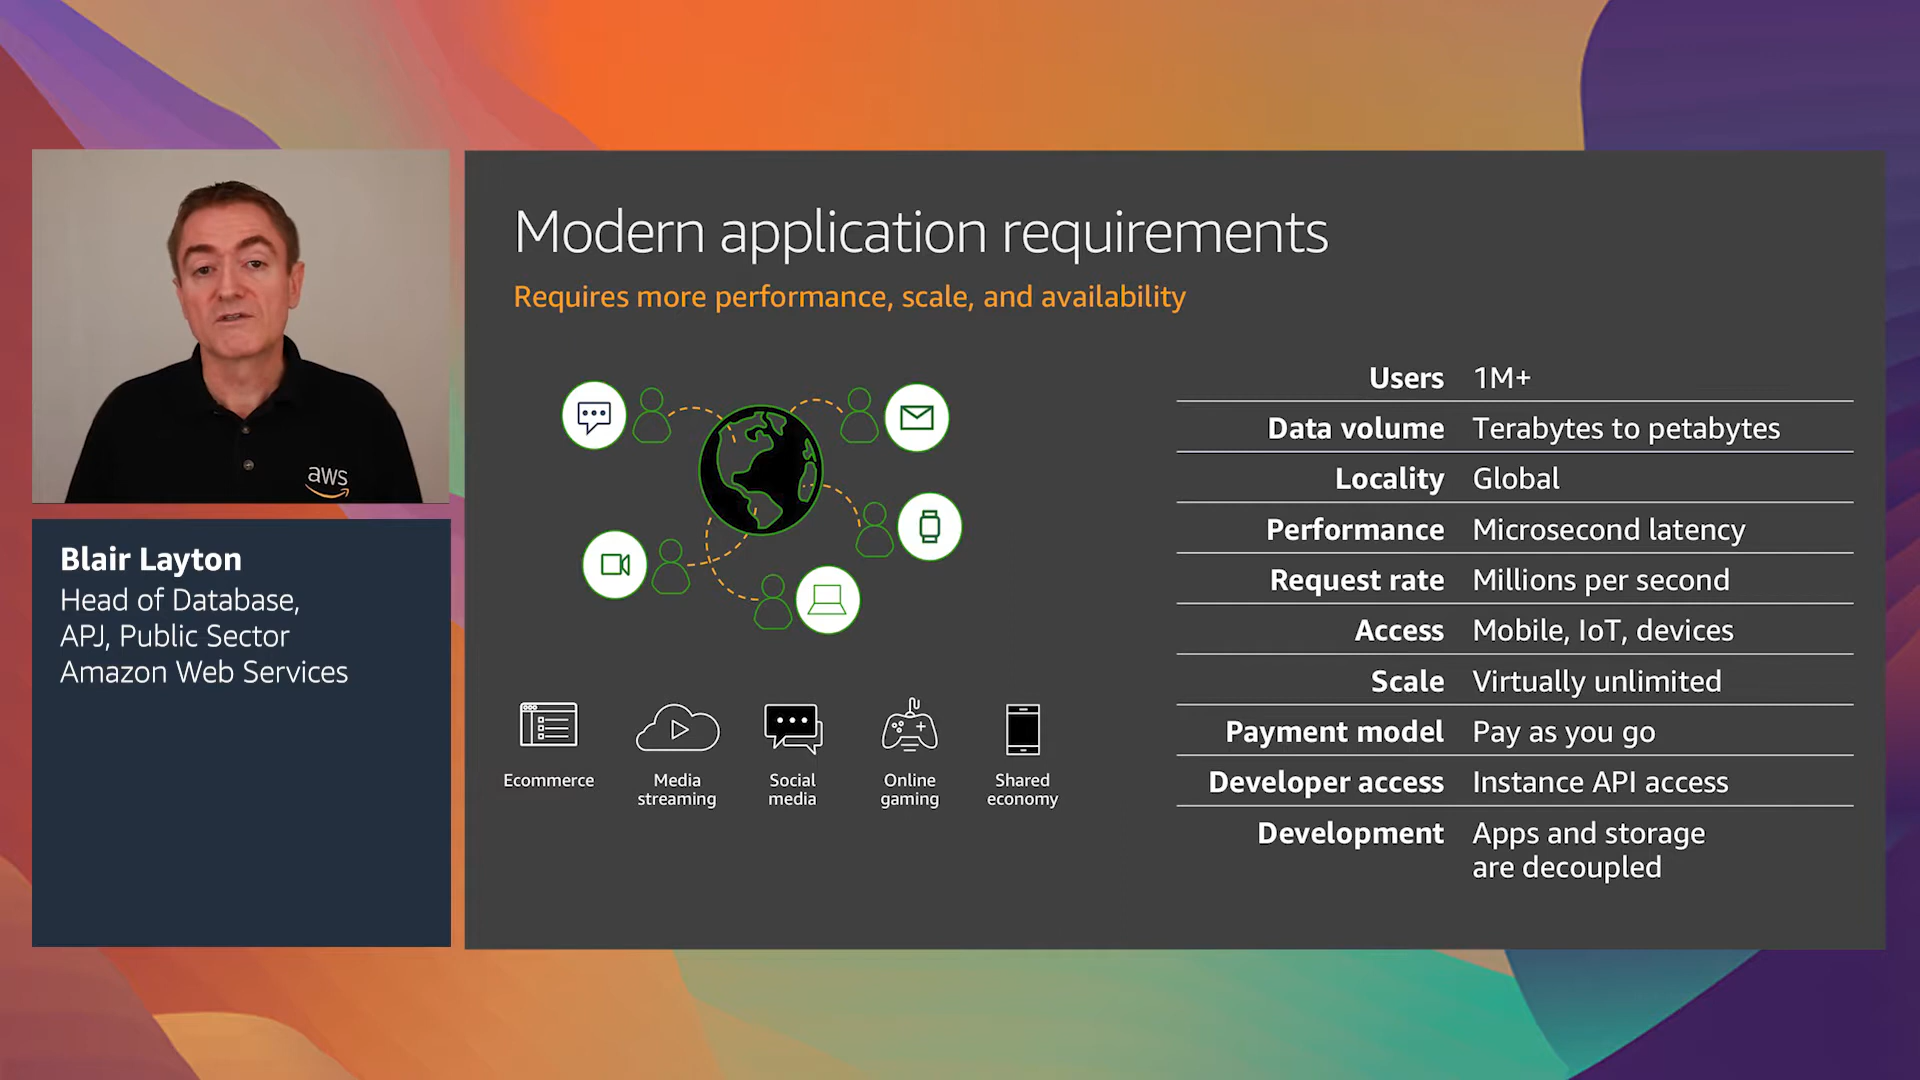 aws
Blair Layton
Head of Database,
APJ, Public Sector
Amazon Web Services
Modern application requirements
Requires more performance, scale, and availability
Ecommerce
Media
streaming
Social
media
Online
gaming
Shared
economy
Users 1M+
Data volume Terabytes to petabytes
Locality Global
Performance Microsecond latency
Request rate Millions per second
Access Mobile, IoT, devices
Scale Virtually unlimited
Payment model Pay as you go
Developer access Instance API access
Development Apps and storage
are decoupled